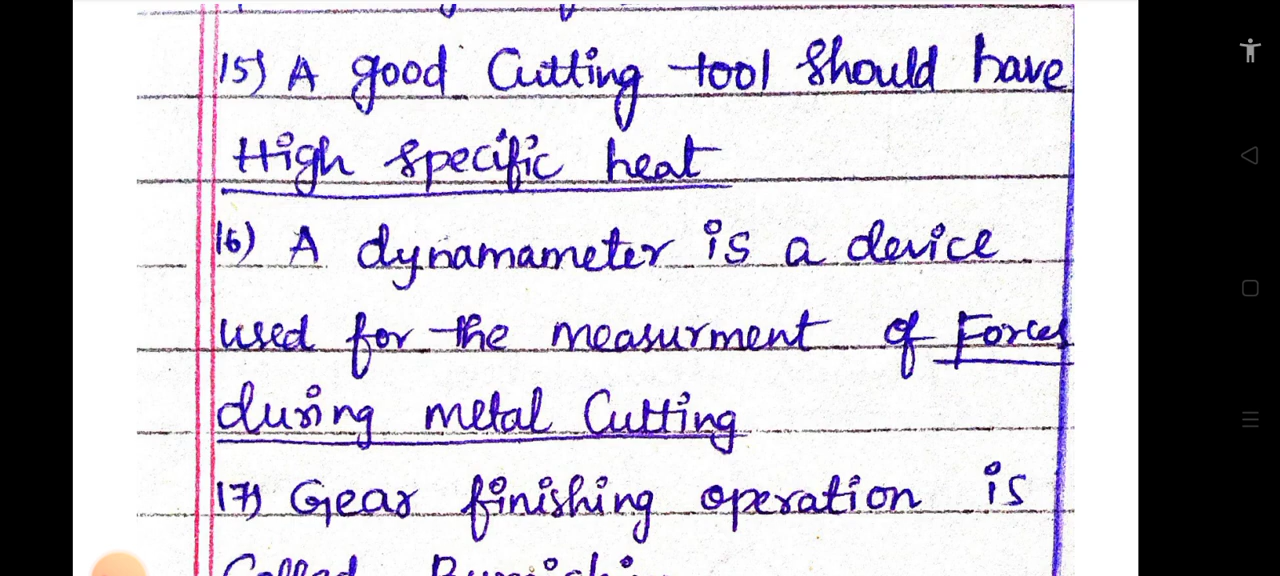 15) A good Cutting tool should have
High specific heat
16) A dynamameter is a device
used for the measurment of Forces
during metal Cutting
17) Gear finishing operation is
Called